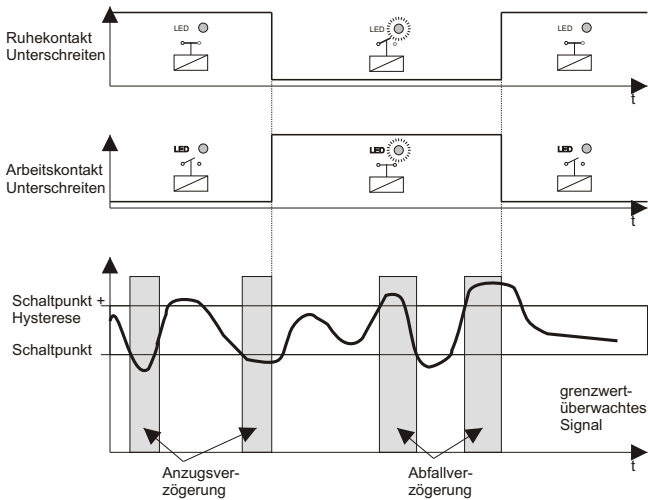 LED
LED
LED
Ruhekontakt
Unterschreiten
t
LED
LED
LED
Arbeitskontakt
Unterschreiten
t
Schaltpunkt +
Hysterese
Schaltpunkt
grenzwert-
überwachtes
Signal
t
Anzugsver-
zögerung
Abfallver-
zögerung